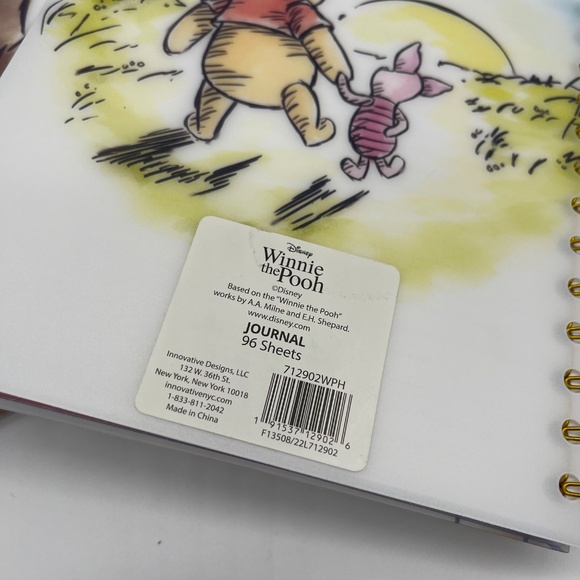 Disney
Winnie
the Pooh
©Disney
Based on the "Winnie the Pooh"
works by A.A. Milne and E.H. Shepard.
www.disney.com
JOURNAL
96 Sheets
Innovative Designs, LLC
132 W. 36th St.
New York, New York 10018
innovativenyc.com
1-833-811-2042
Made in China
712902WPH
1 91537 12902 6
F13508/22L712902